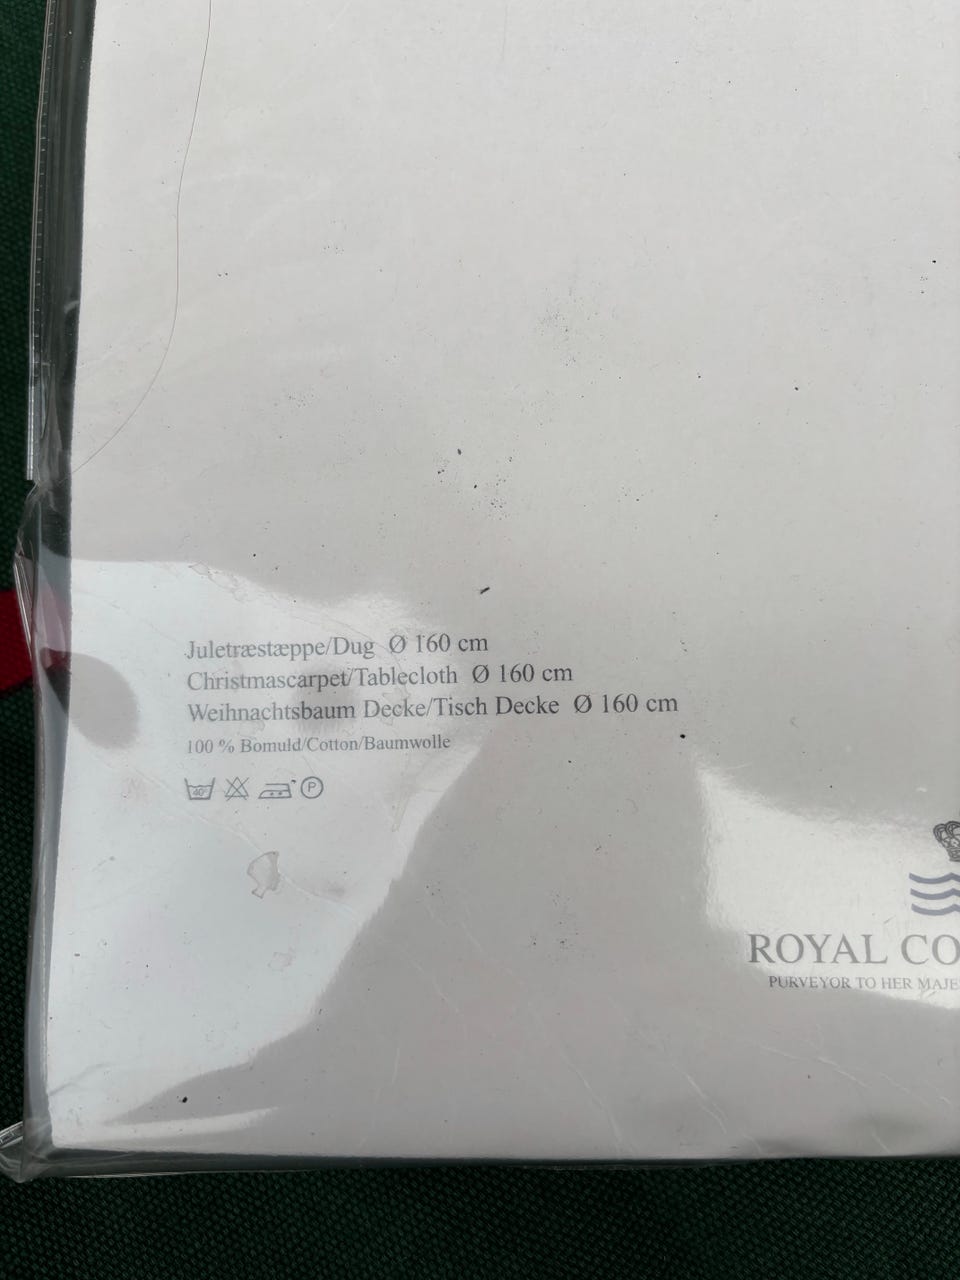 Juletræstæppe/Dug Ø 160 cm
Christmascarpet/Tablecloth Ø 160 cm
Weihnachtsbaum Decke/Tisch Decke Ø 160 cm
100 % Bomuld/Cotton/Baumwolle
40° P
ROYAL CO
PURVEYOR TO HER MAJE